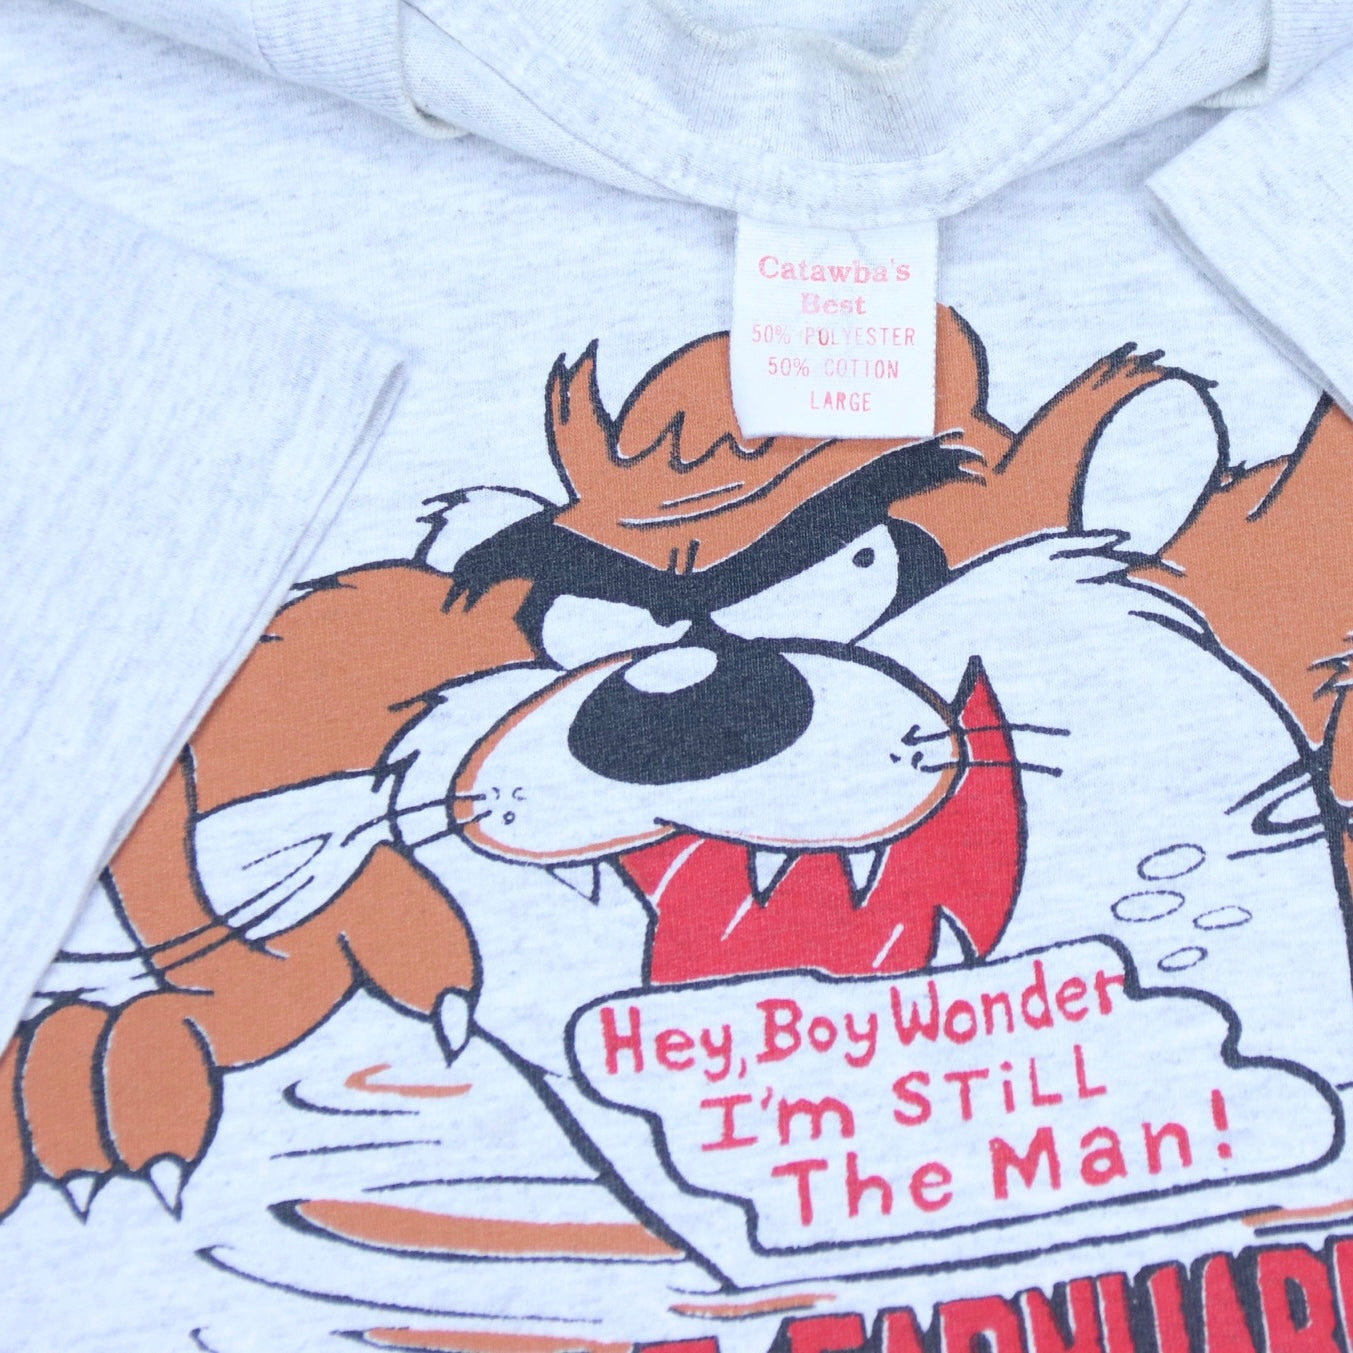 Catawba's
Best
50% POLYESTER
50% COTTON
LARGE
Hey, Boy Wonder
I'm STiLL
The Man!